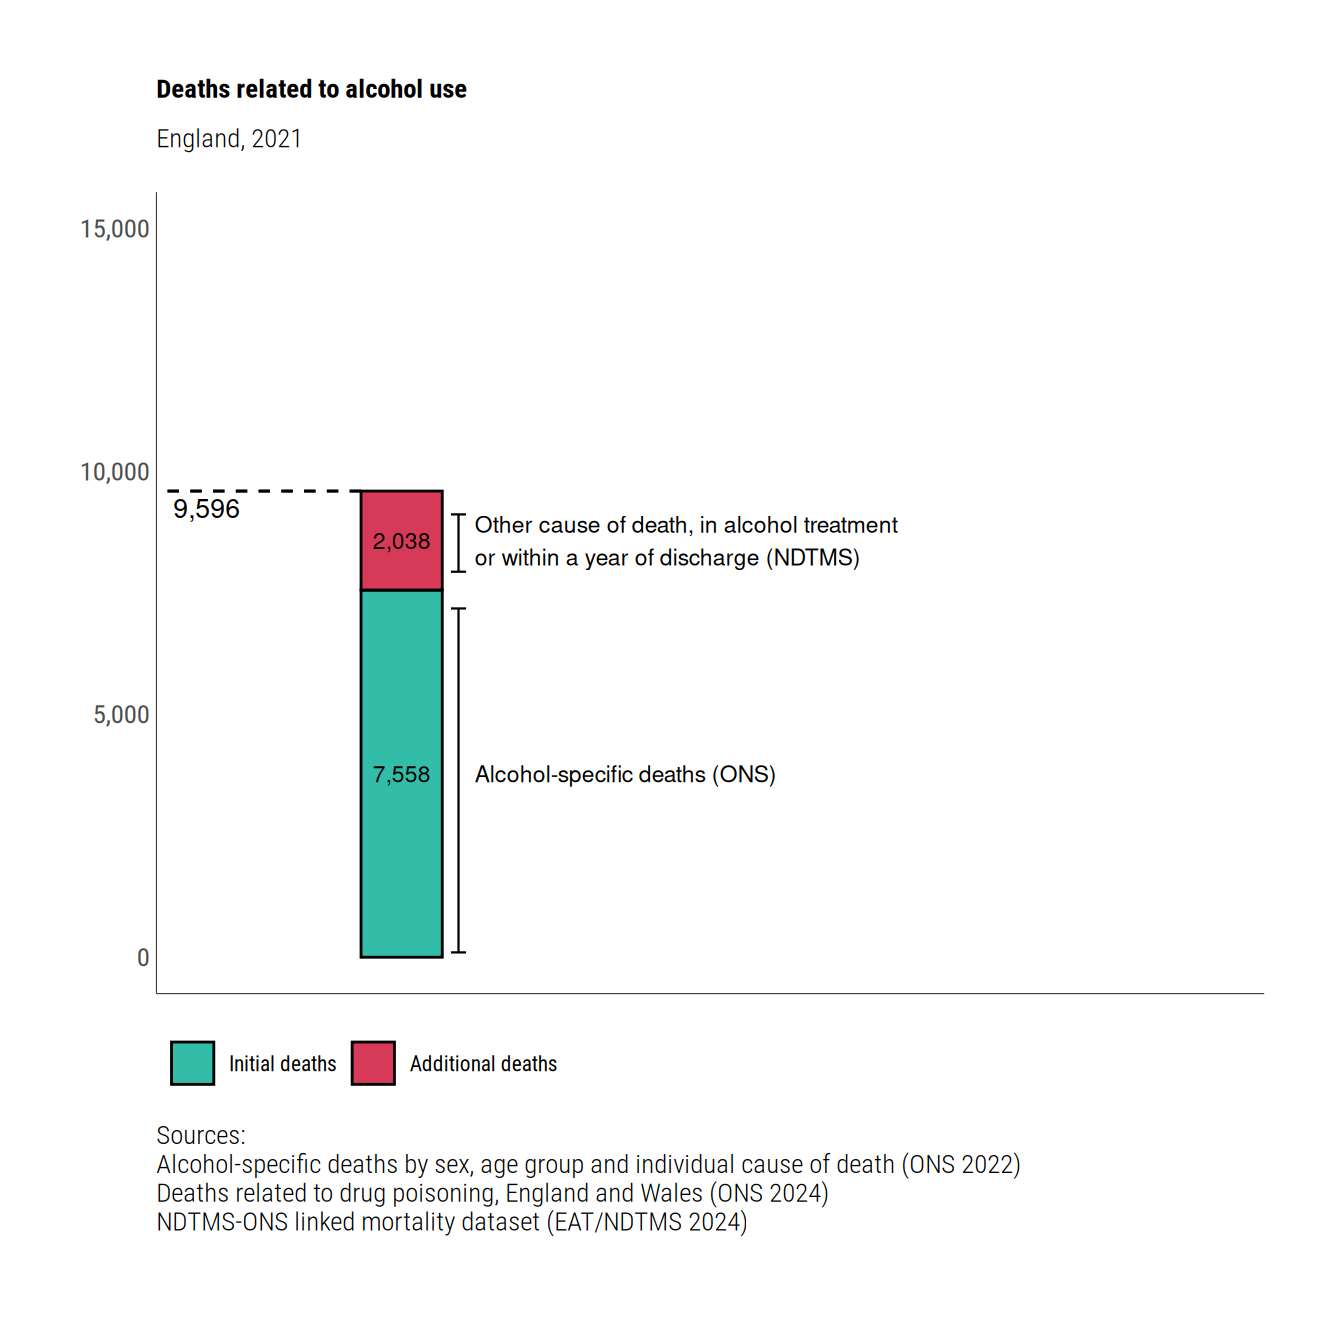 Deaths related to alcohol use
England, 2021
15,000
10,000
9,596
2,038
Other cause of death, in alcohol treatment
or within a year of discharge (NDTMS)
5,000
7,558
Alcohol-specific deaths (ONS)
0
Initial deaths
Additional deaths
Sources:
Alcohol-specific deaths by sex, age group and individual cause of death (ONS 2022)
Deaths related to drug poisoning, England and Wales (ONS 2024)
NDTMS-ONS linked mortality dataset (EAT/NDTMS 2024)